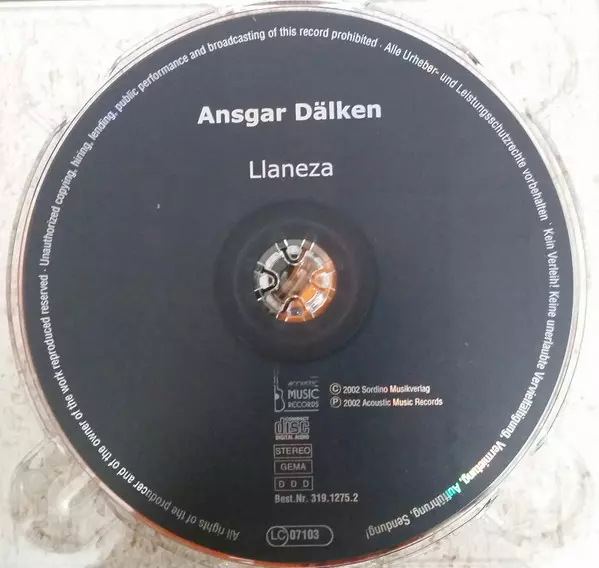 Unauthorized copying, hiring, lending, public performance and broadcasting of this record prohibited · Alle Urheber- und Leistungsschutzrechte vorbehalten · Kein Verleih! Keine unerlaubte Vervielfältigung, Vermietung, Aufführung, Sendung!
Ansgar Dälken
Llaneza
acoustic
MUSIC
RECORDS
© 2002 Sordino Musikverlag
℗ 2002 Acoustic Music Records
COMPACT
disc
DIGITAL AUDIO
STEREO
GEMA
D D D
Best.Nr. 319.1275.2
LC 07103
All rights of the producer and of the owner of the work reproduced reserved ·